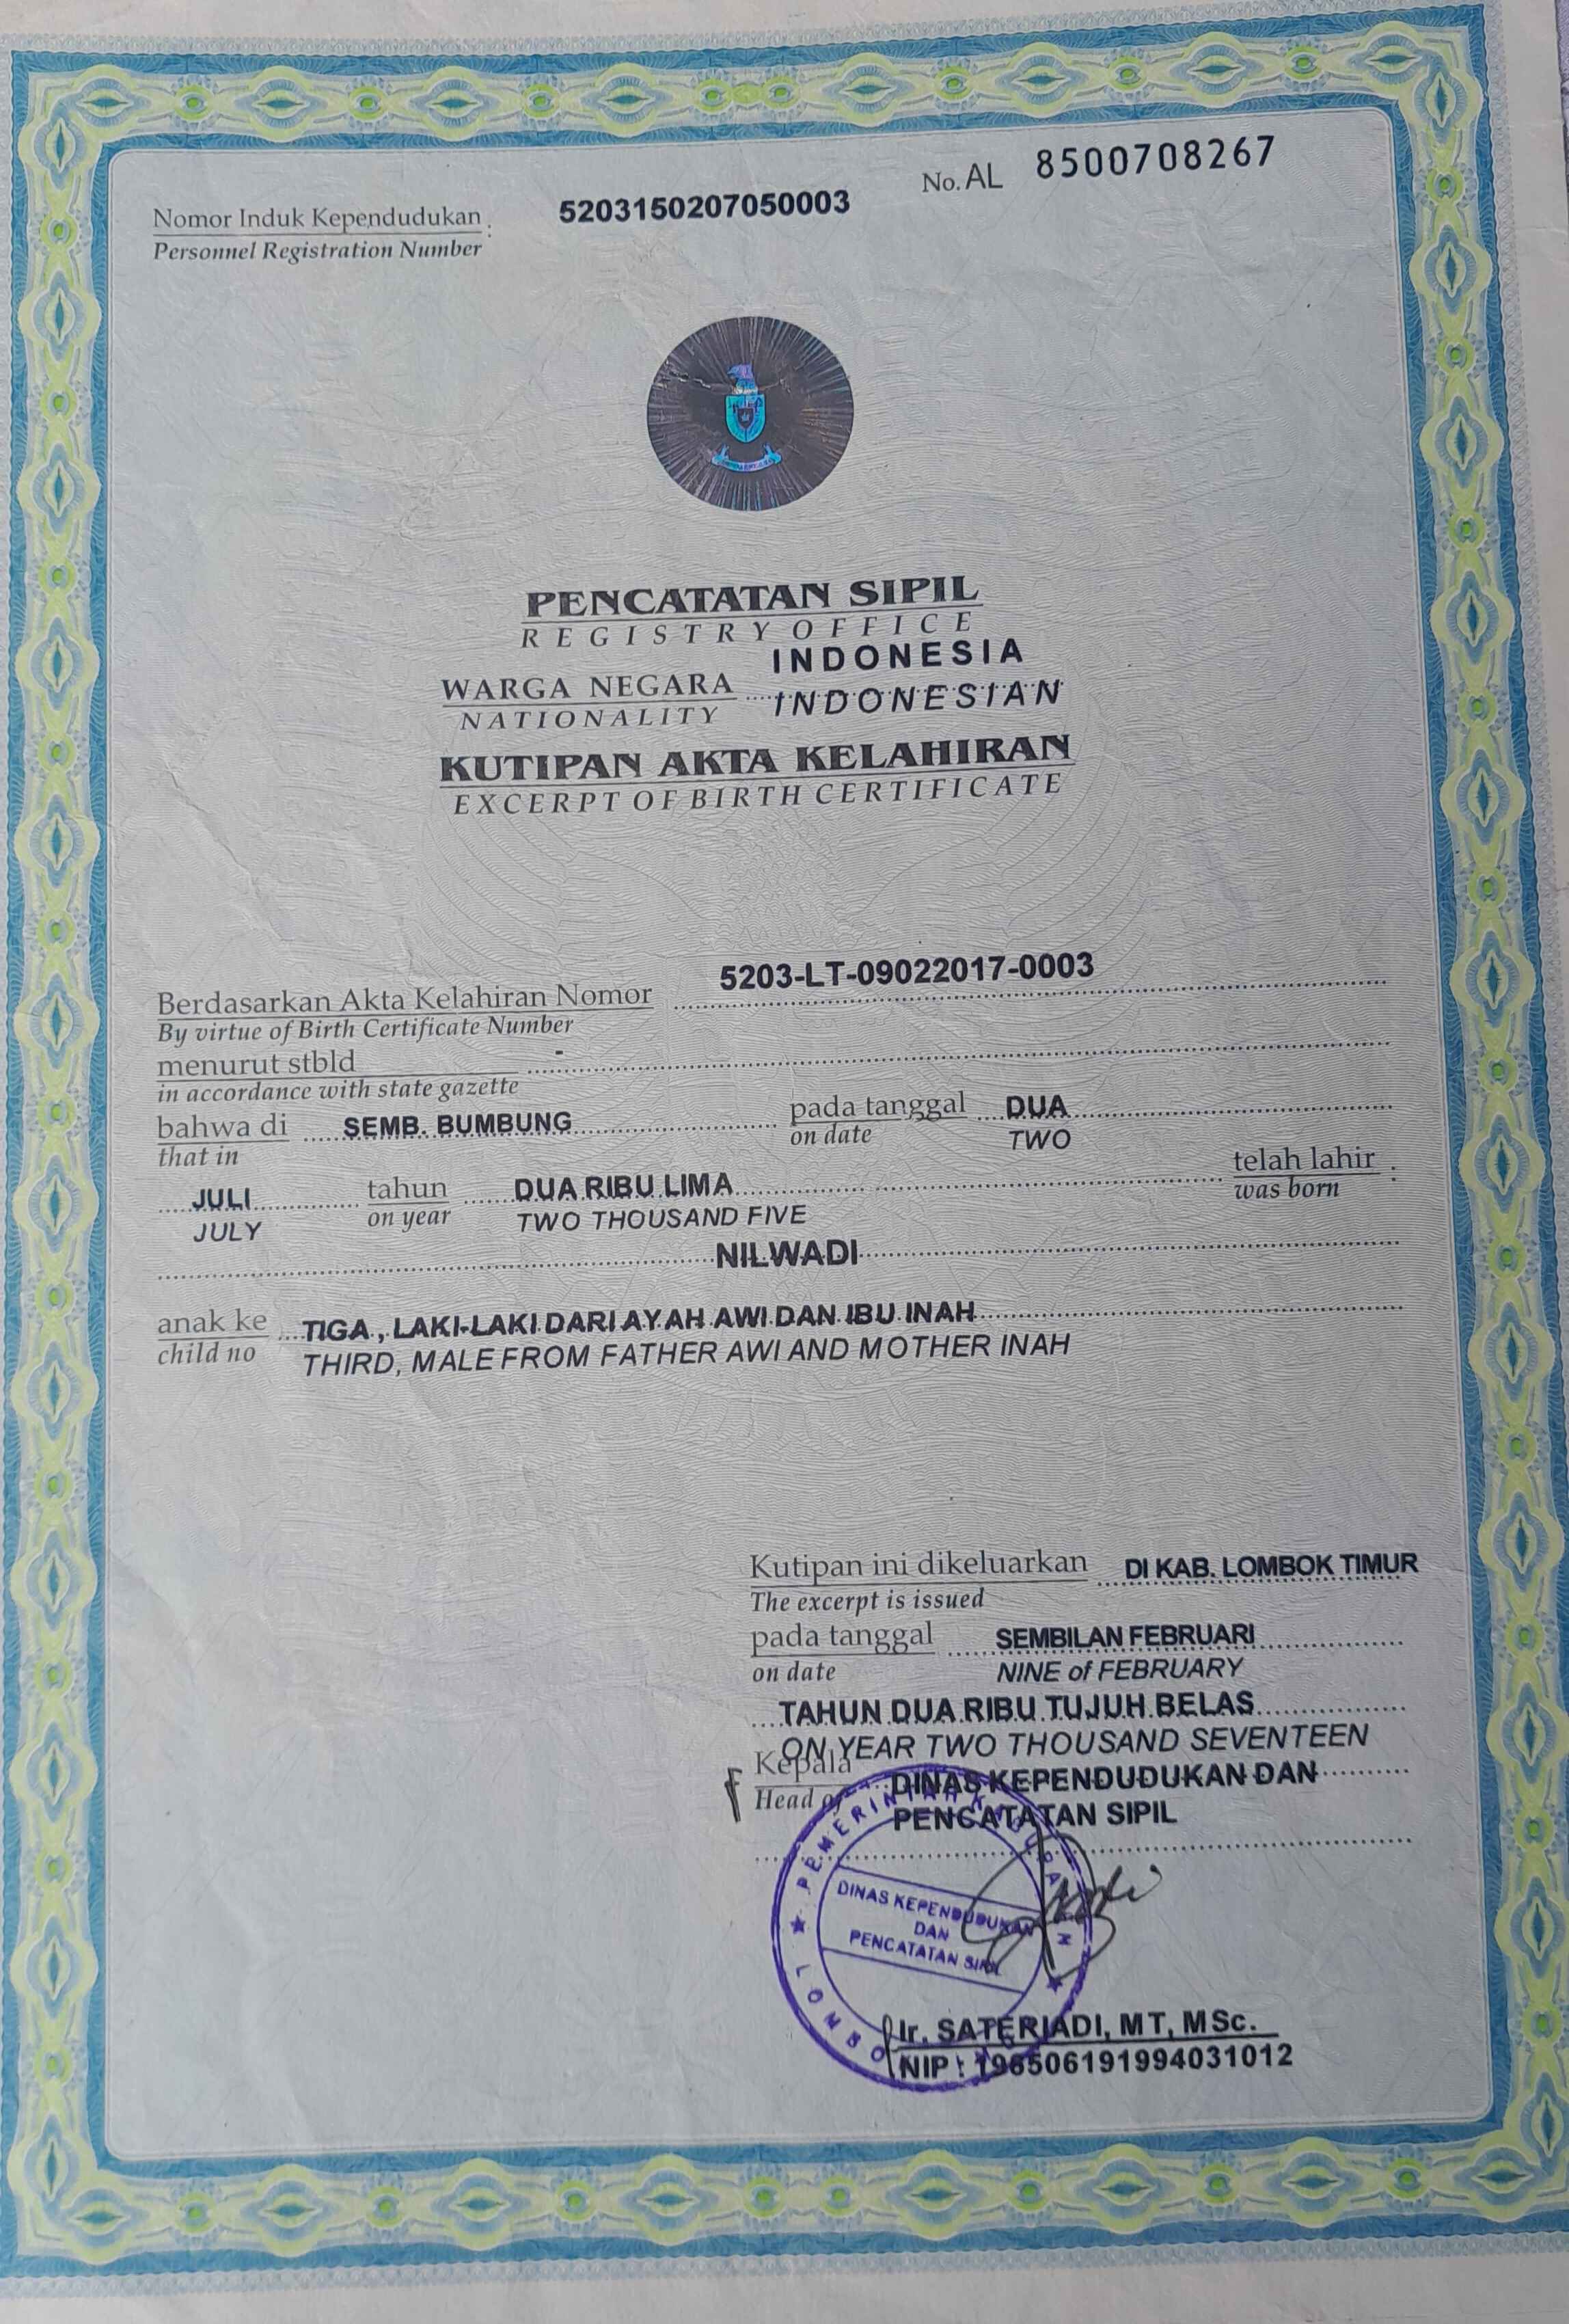 No. AL 8500708267
Nomor Induk Kependudukan : 5203150207050003
Personnel Registration Number
PENCATATAN SIPIL
REGISTRY OFFICE
INDONESIA
WARGA NEGARA
INDONESIAN
NATIONALITY
KUTIPAN AKTA KELAHIRAN
EXCERPT OF BIRTH CERTIFICATE
5203-LT-09022017-0003
Berdasarkan Akta Kelahiran Nomor
By virtue of Birth Certificate Number
menurut stbld -
in accordance with state gazette
bahwa di SEMB. BUMBUNG pada tanggal DUA
that in on date TWO
JULI tahun DUA RIBU LIMA telah lahir :
JULY on year TWO THOUSAND FIVE was born
NILWADI
anak ke TIGA , LAKI-LAKI DARI AYAH AWI DAN IBU INAH
child no THIRD, MALE FROM FATHER AWI AND MOTHER INAH
Kutipan ini dikeluarkan DI KAB. LOMBOK TIMUR
The excerpt is issued
pada tanggal SEMBILAN FEBRUARI
on date NINE of FEBRUARY
TAHUN DUA RIBU TUJUH BELAS
ON YEAR TWO THOUSAND SEVENTEEN
Kepala DINAS KEPENDUDUKAN DAN
Head of PENCATATAN SIPIL
DINAS KEPENDUDUKAN
DAN
PENCATATAN SIPIL
Ir. SATERIADI, MT, MSc.
NIP : 196506191994031012